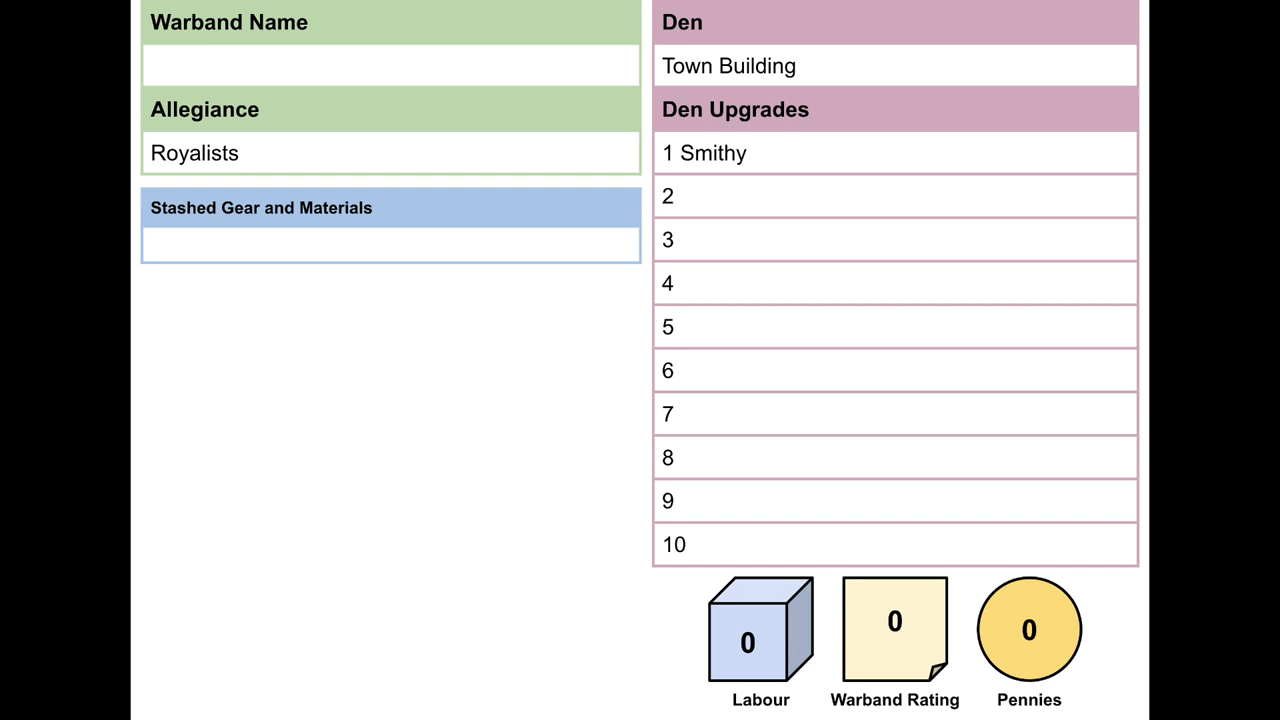 Warband Name
Allegiance
Royalists
Stashed Gear and Materials
Den
Town Building
Den Upgrades
1 Smithy
2
3
4
5
6
7
8
9
10
0
0
0
Labour
Warband Rating
Pennies